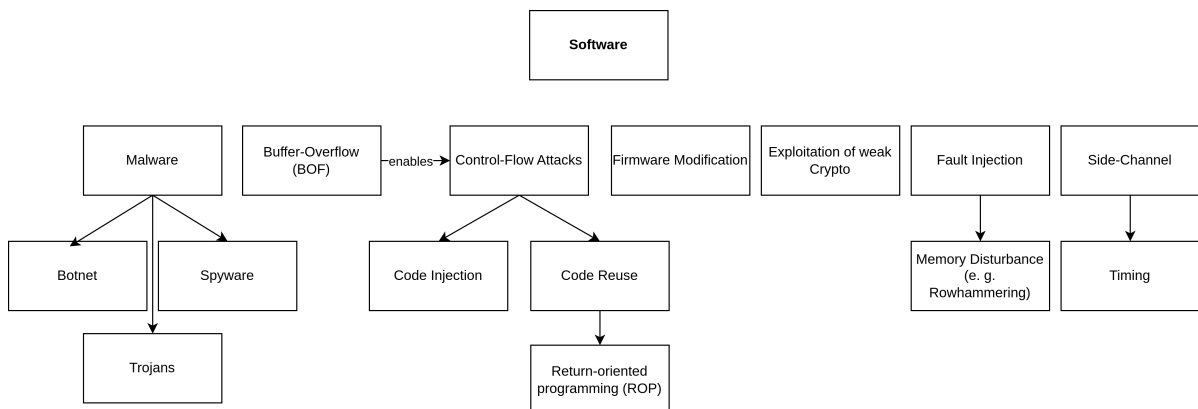 Software
Malware
Buffer-Overflow
(BOF)
enables
Control-Flow Attacks
Firmware Modification
Exploitation of weak
Crypto
Fault Injection
Side-Channel
Botnet
Spyware
Code Injection
Code Reuse
Memory Disturbance
(e. g.
Rowhammering)
Timing
Trojans
Return-oriented
programming (ROP)